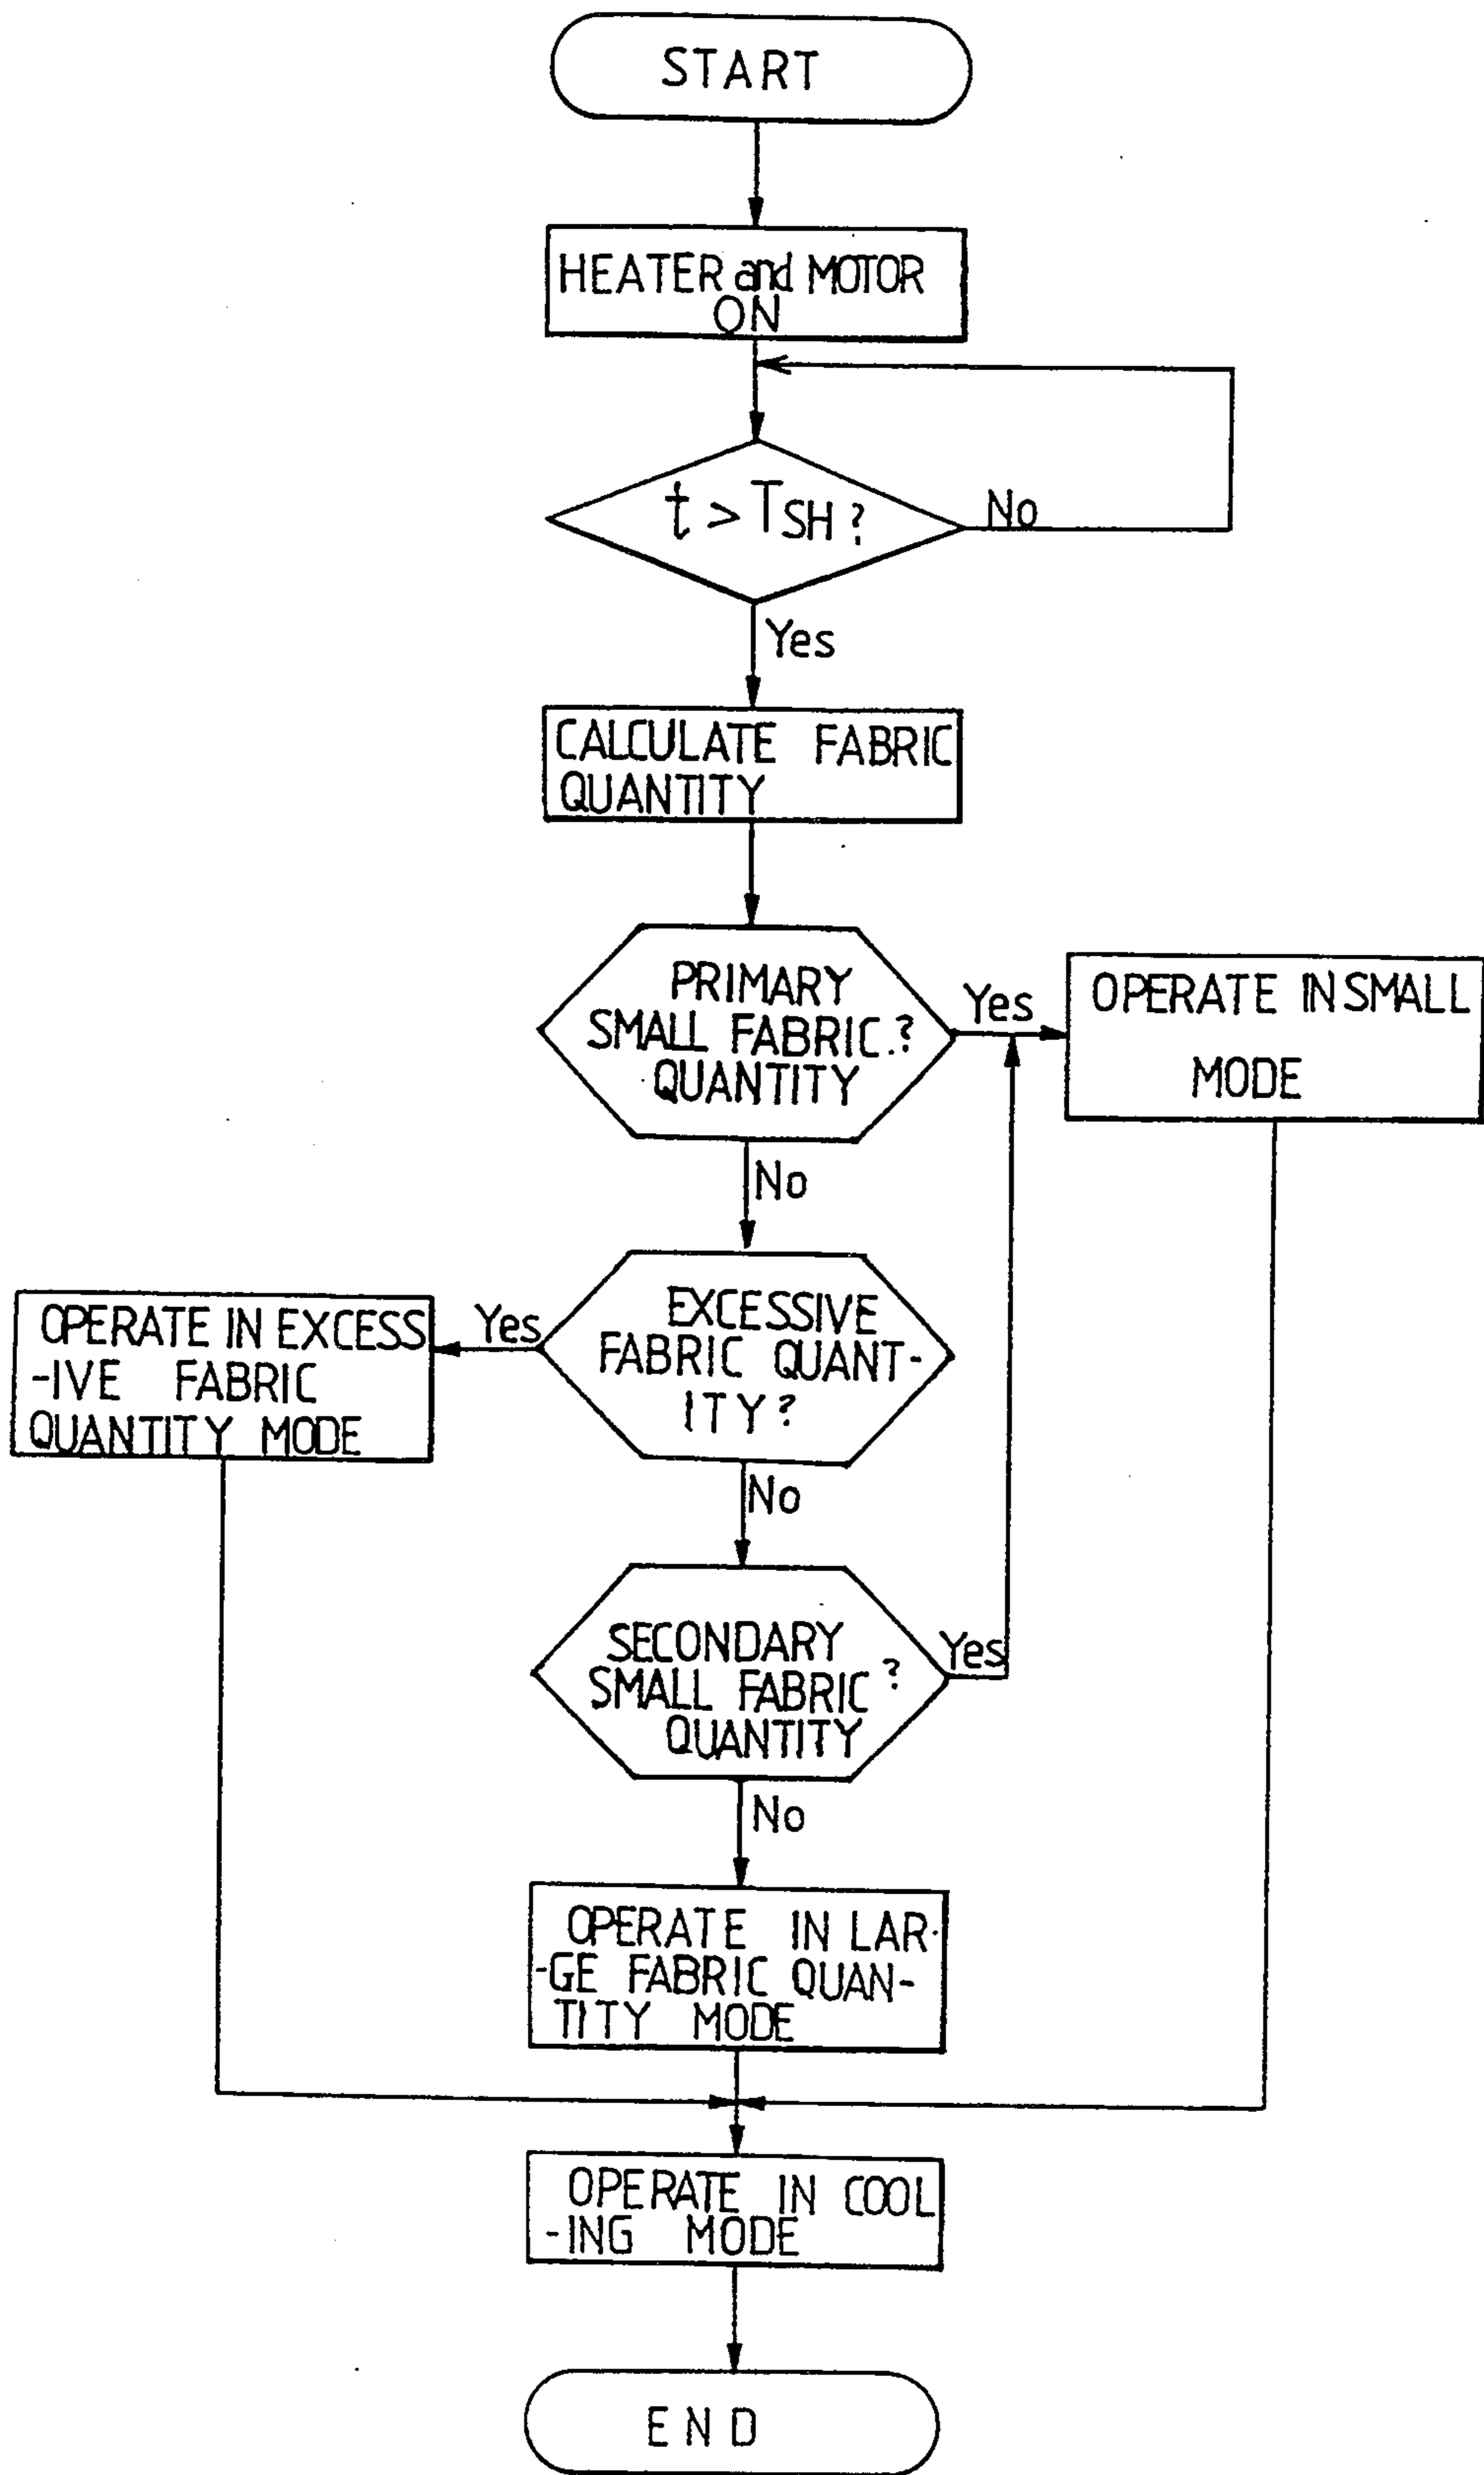 START
HEATER and MOTOR
ON
t > TSH ?
No
Yes
CALCULATE FABRIC
QUANTITY
PRIMARY
SMALL FABRIC.?
QUANTITY
Yes
OPERATE IN SMALL
MODE
No
EXCESSIVE
FABRIC QUANT-
ITY?
Yes
OPERATE IN EXCESS
-IVE FABRIC
QUANTITY MODE
No
SECONDARY
SMALL FABRIC ?
QUANTITY
Yes
No
OPERATE IN LAR-
-GE FABRIC QUAN-
TITY MODE
OPERATE IN COOL
-ING MODE
END